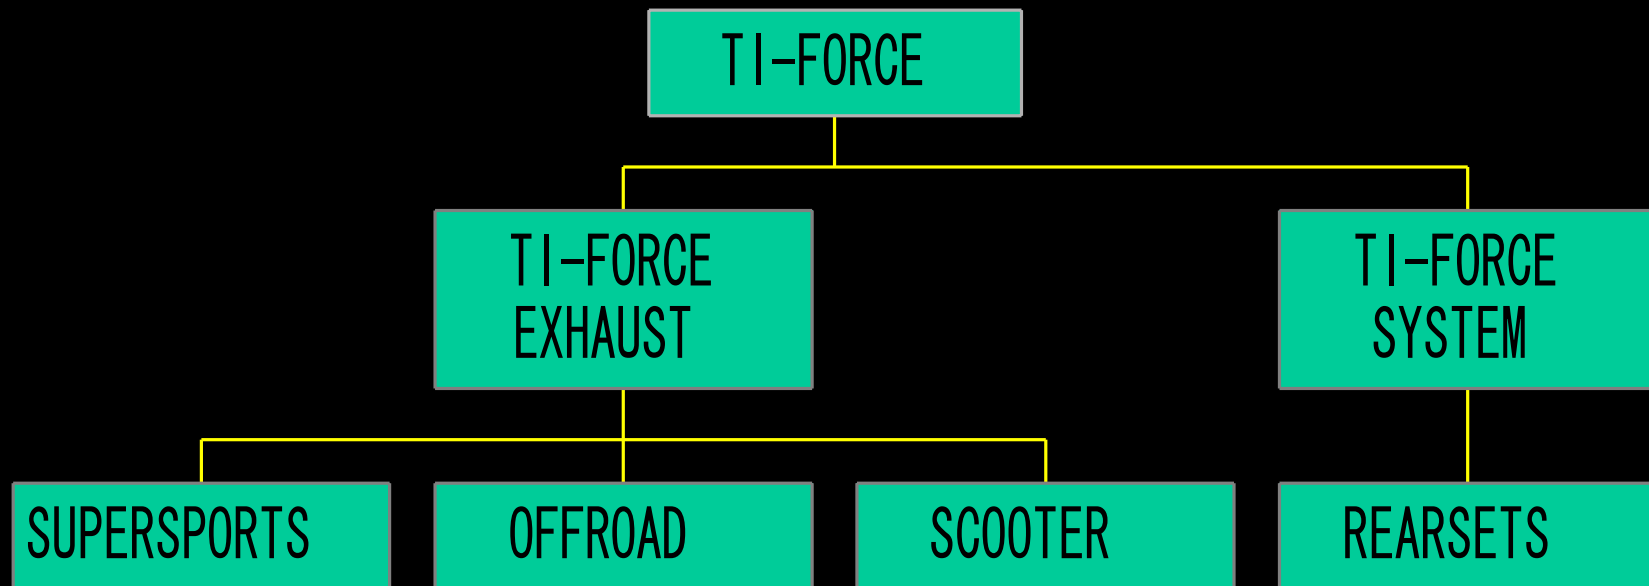 TI-FORCE
TI-FORCE
EXHAUST
TI-FORCE
SYSTEM
SUPERSPORTS
OFFROAD
SCOOTER
REARSETS